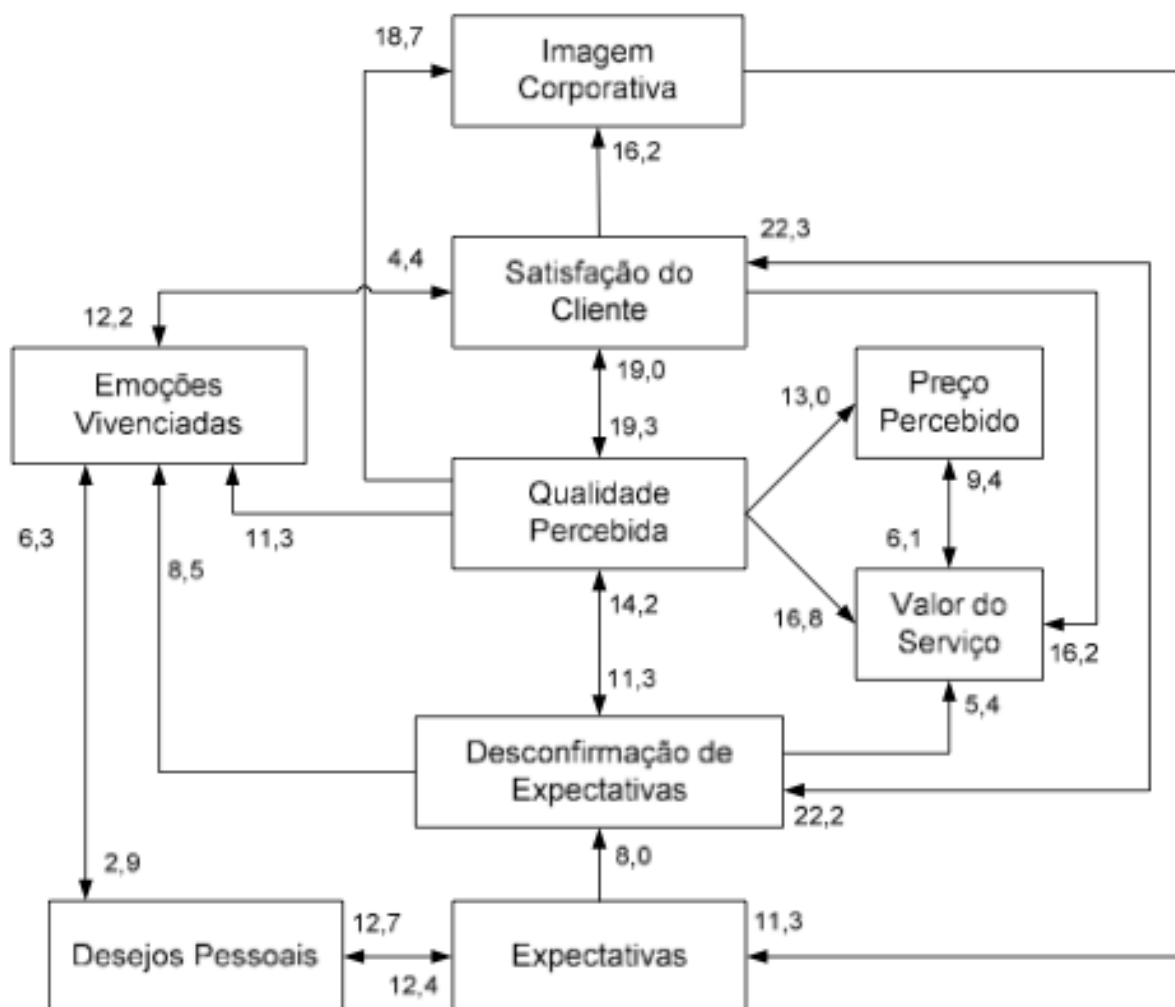 18,7
Imagem
Corporativa
16,2
22,3
4,4
Satisfação do
Cliente
12,2
Emoções
Vivenciadas
19,0
13,0
Preço
Percebido
19,3
9,4
Qualidade
Percebida
6,3
11,3
6,1
8,5
14,2
16,8
Valor do
Serviço
16,2
11,3
5,4
Desconfirmação de
Expectativas
22,2
8,0
2,9
12,7
11,3
Desejos Pessoais
Expectativas
12,4